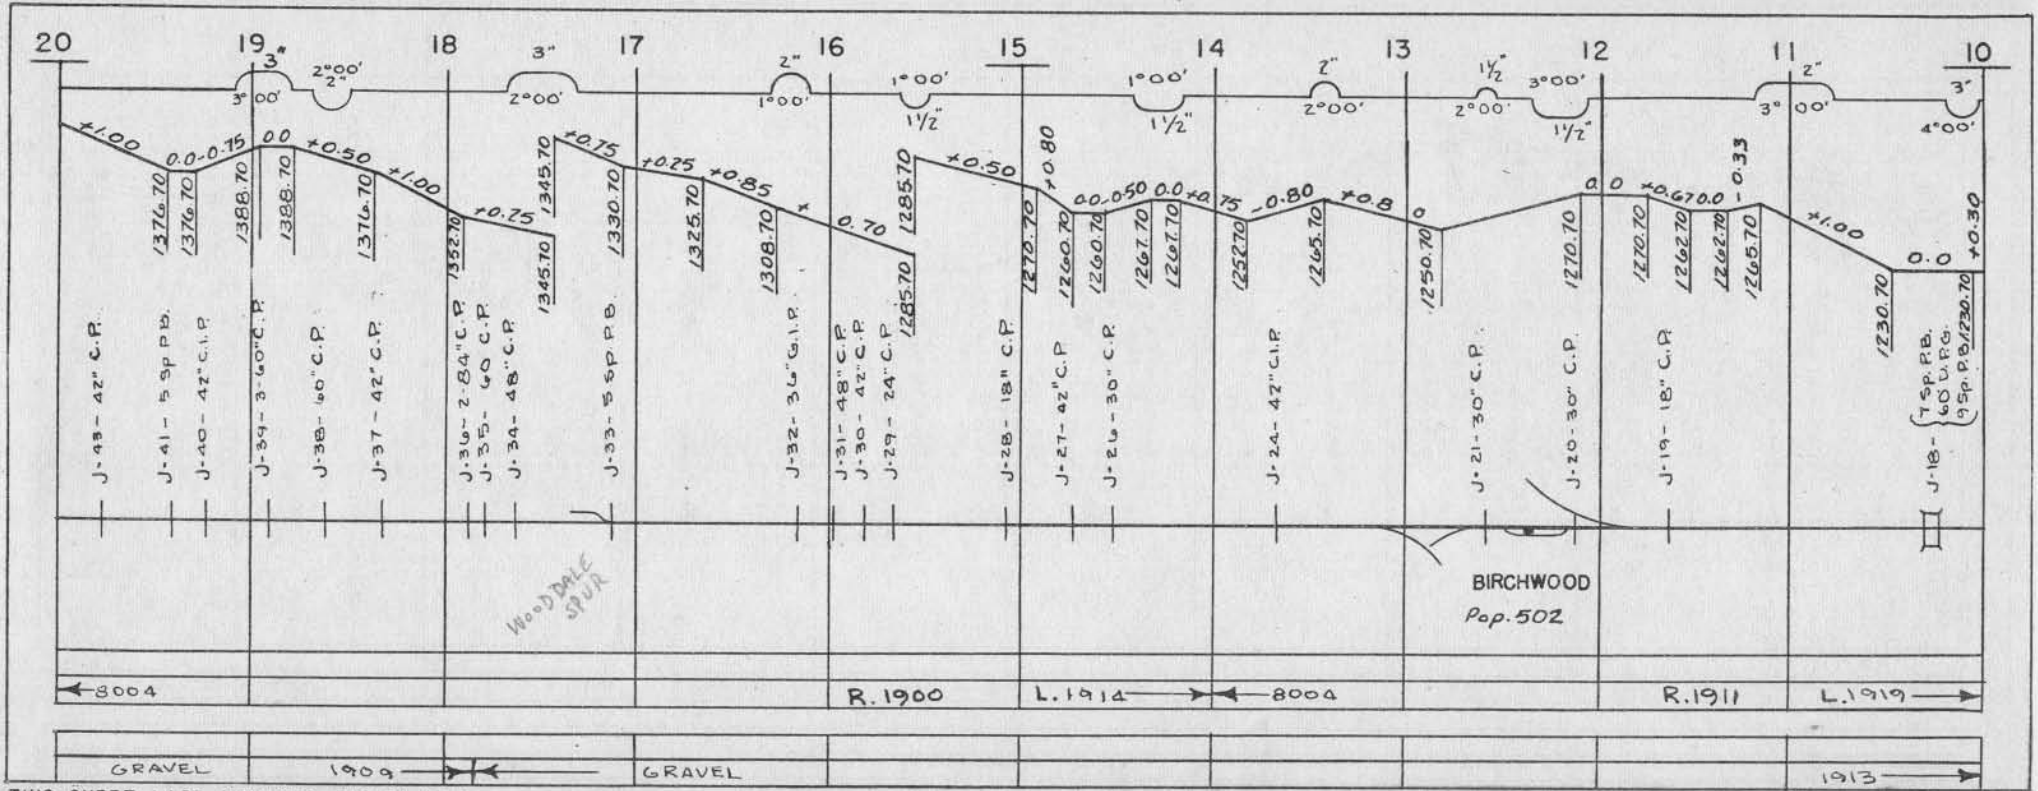 20 19 18 17 16 15 14 13 12 11 10
3" 2°00' 3" 2" 1°00' 1°00' 2" 1½" 3°00' 2" 3"
3°00' 2" 2°00' 1°00' 1½" 1½" 2°00' 2°00' 1½" 3°00' 4°00'
+1.00 0.0 -0.75 0.0 +0.50 +1.00 +0.25 +0.75 +0.25 +0.85 + 0.70 +0.50 +0.80 0.0 -0.50 0.0 +0.75 -0.80 +0.8 0 0.0 +0.67 0.0 -0.33 +1.00 0.0 +0.30
1376.70 1376.70 1388.70 1388.70 1376.70 1352.70 1345.70 1345.70 1330.70 1325.70 1308.70 1285.70 1285.70 1270.70 1260.70 1260.70 1267.70 1267.70 1252.70 1265.70 1250.70 1270.70 1270.70 1262.70 1262.70 1265.70 1230.70 1230.70
J-43-42" C.P.
J-41-5 Sp P.B.
J-40-42" C.I.P.
J-39-3-60" C.P.
J-38-60" C.P.
J-37-42" C.P.
J-36-2-84" C.P.
J-35-60 C.P.
J-34-48" C.P.
J-33-5 Sp. P.B.
J-32-36" G.I.P.
J-31-48" C.P.
J-30-42" C.P.
J-29-24" C.P.
J-28-18" C.P.
J-27-42" C.P.
J-26-30" C.P.
J-24-42" C.I.P.
J-21-30" C.P.
J-20-30" C.P.
J-19-18" C.P.
J-18-
7 Sp. P.B.
60' D.P.G.
9 Sp. P.B.
WOODDALE
SPUR
BIRCHWOOD
Pop. 502
8004 R.1900 L.1914 8004 R.1911 L.1919
GRAVEL 1909 GRAVEL 1913